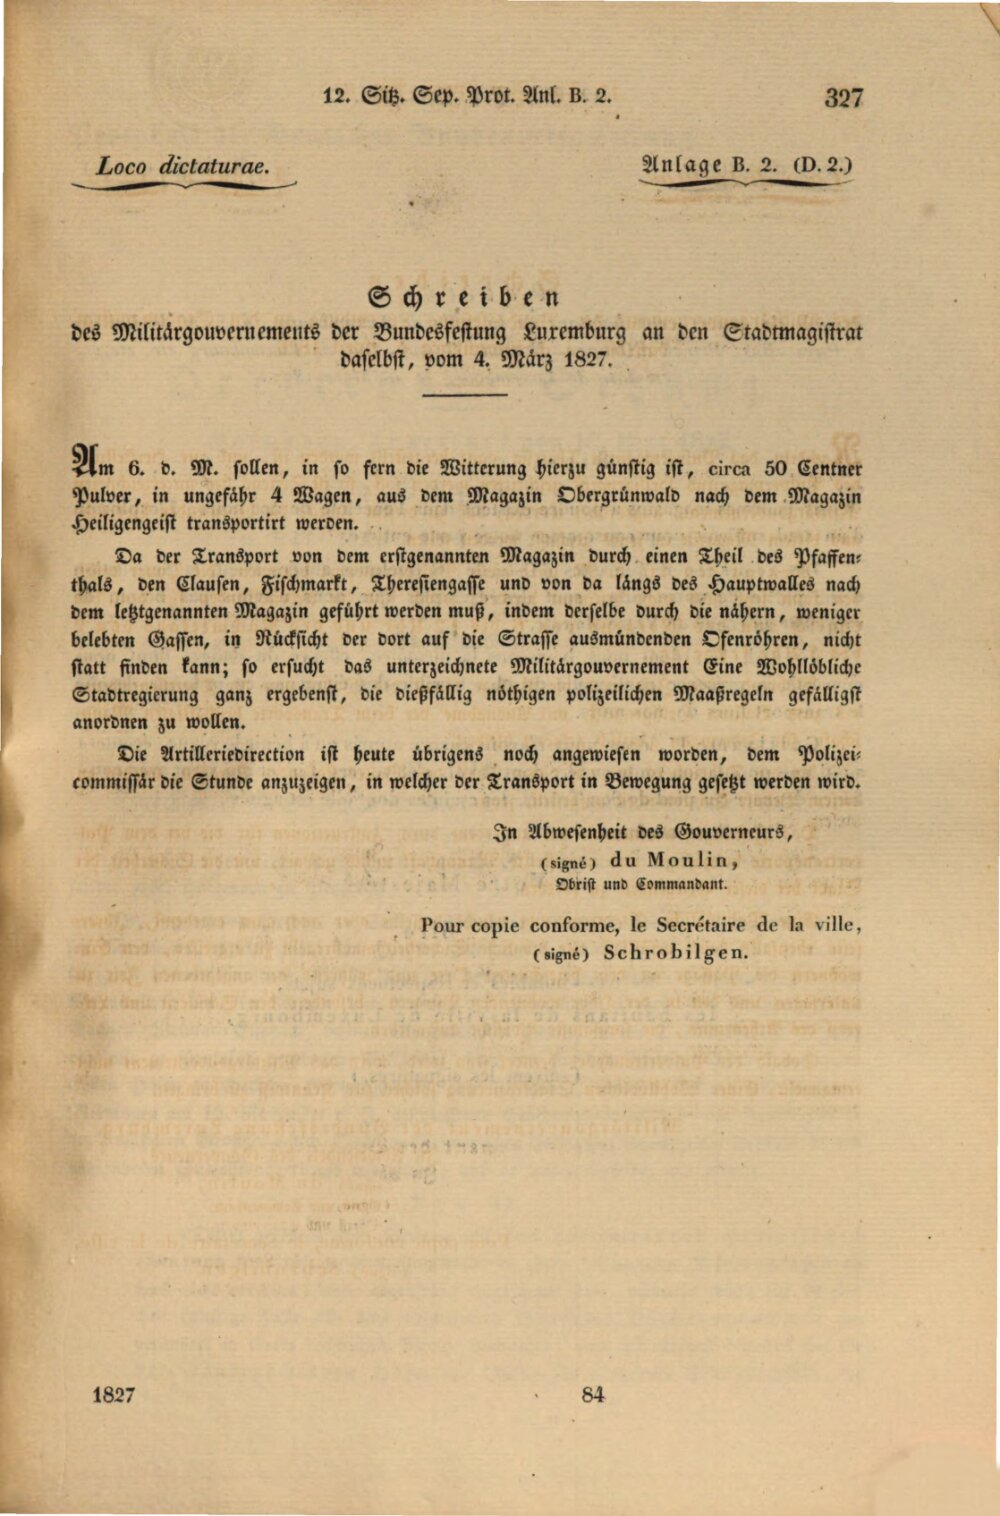 12. Sitz. Sep. Prot. Anl. B. 2. 327
Loco dictaturae. Anlage B. 2. (D. 2.)
Schreiben
des Militärgouvernements der Bundesfestung Luxemburg an den Stadtmagistrat
daselbst, vom 4. März 1827.
Am 6. d. M. sollen, in so fern die Witterung hierzu günstig ist, circa 50 Centner
Pulver, in ungefähr 4 Wagen, aus dem Magazin Obergrünwald nach dem Magazin
Heiligengeist transportirt werden.
Da der Transport von dem erstgenannten Magazin durch einen Theil des Pfaffen-
thals, den Clausen, Fischmarkt, Theresiengasse und von da längs des Hauptwalles nach
dem letztgenannten Magazin geführt werden muß, indem derselbe durch die nähern, weniger
belebten Gassen, in Rücksicht der dort auf die Strasse ausmündenden Ofenröhren, nicht
statt finden kann; so ersucht das unterzeichnete Militärgouvernement Eine Wohllöbliche
Stadtregierung ganz ergebenst, die dießfällig nöthigen polizeilichen Maaßregeln gefälligst
anordnen zu wollen.
Die Artilleriedirection ist heute übrigens noch angewiesen worden, dem Polizei-
commissär die Stunde anzuzeigen, in welcher der Transport in Bewegung gesetzt werden wird.
In Abwesenheit des Gouverneurs,
(signé) du Moulin,
Obrist und Commandant.
Pour copie conforme, le Secrétaire de la ville,
(signé) Schrobilgen.
1827 84